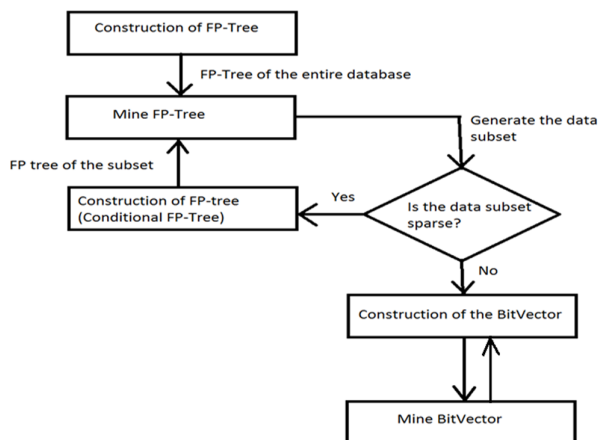 Construction of FP-Tree
FP-Tree of the entire database
Mine FP-Tree
Generate the data
subset
FP tree of the subset
Construction of FP-tree
(Conditional FP-Tree)
Yes
Is the data subset
sparse?
No
Construction of the BitVector
Mine BitVector